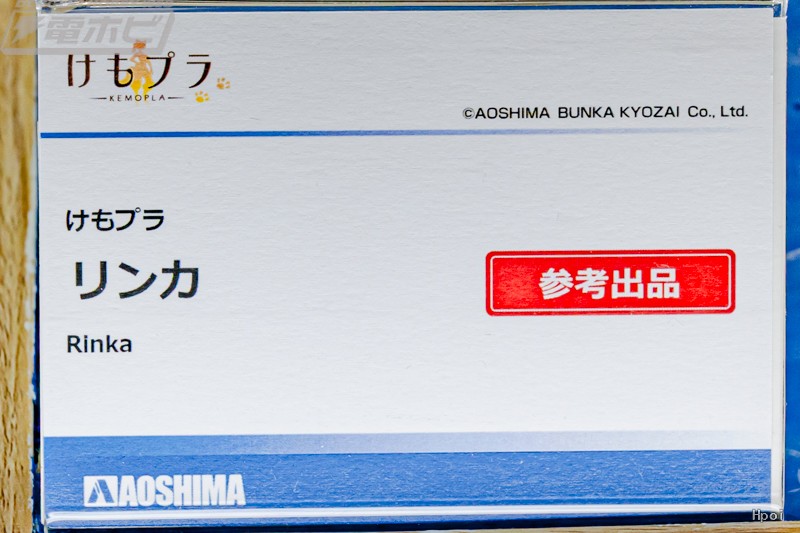 電ホビ
けもプラ
KEMOPLA
©AOSHIMA BUNKA KYOZAI Co., Ltd.
けもプラ
リンカ
参考出品
Rinka
AOSHIMA
Hpoi